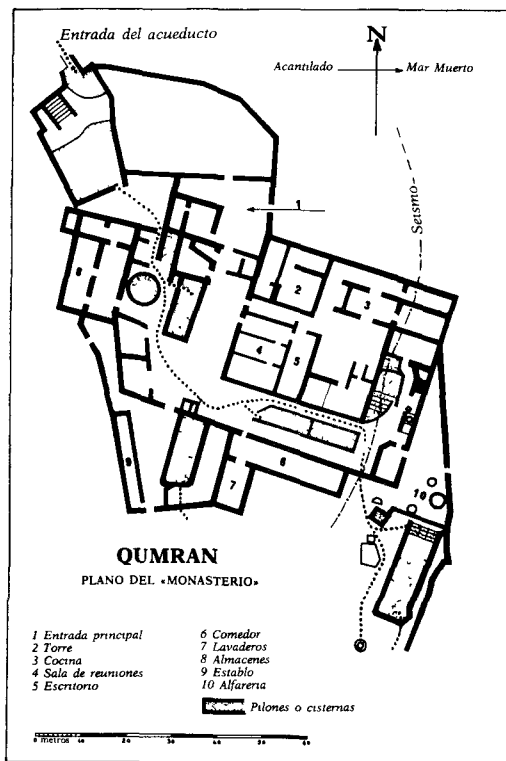 Entrada del acueducto
N
Acantilado
Mar Muerto
Seismo
1
2
3
4
5
6
7
9
10
QUMRAN
PLANO DEL «MONASTERIO»
1 Entrada principal
2 Torre
3 Cocina
4 Sala de reuniones
5 Escritorio
6 Comedor
7 Lavaderos
8 Almacenes
9 Establo
10 Alfarería
Pilones o cisternas
0 metros 10 20 30 40 50 60